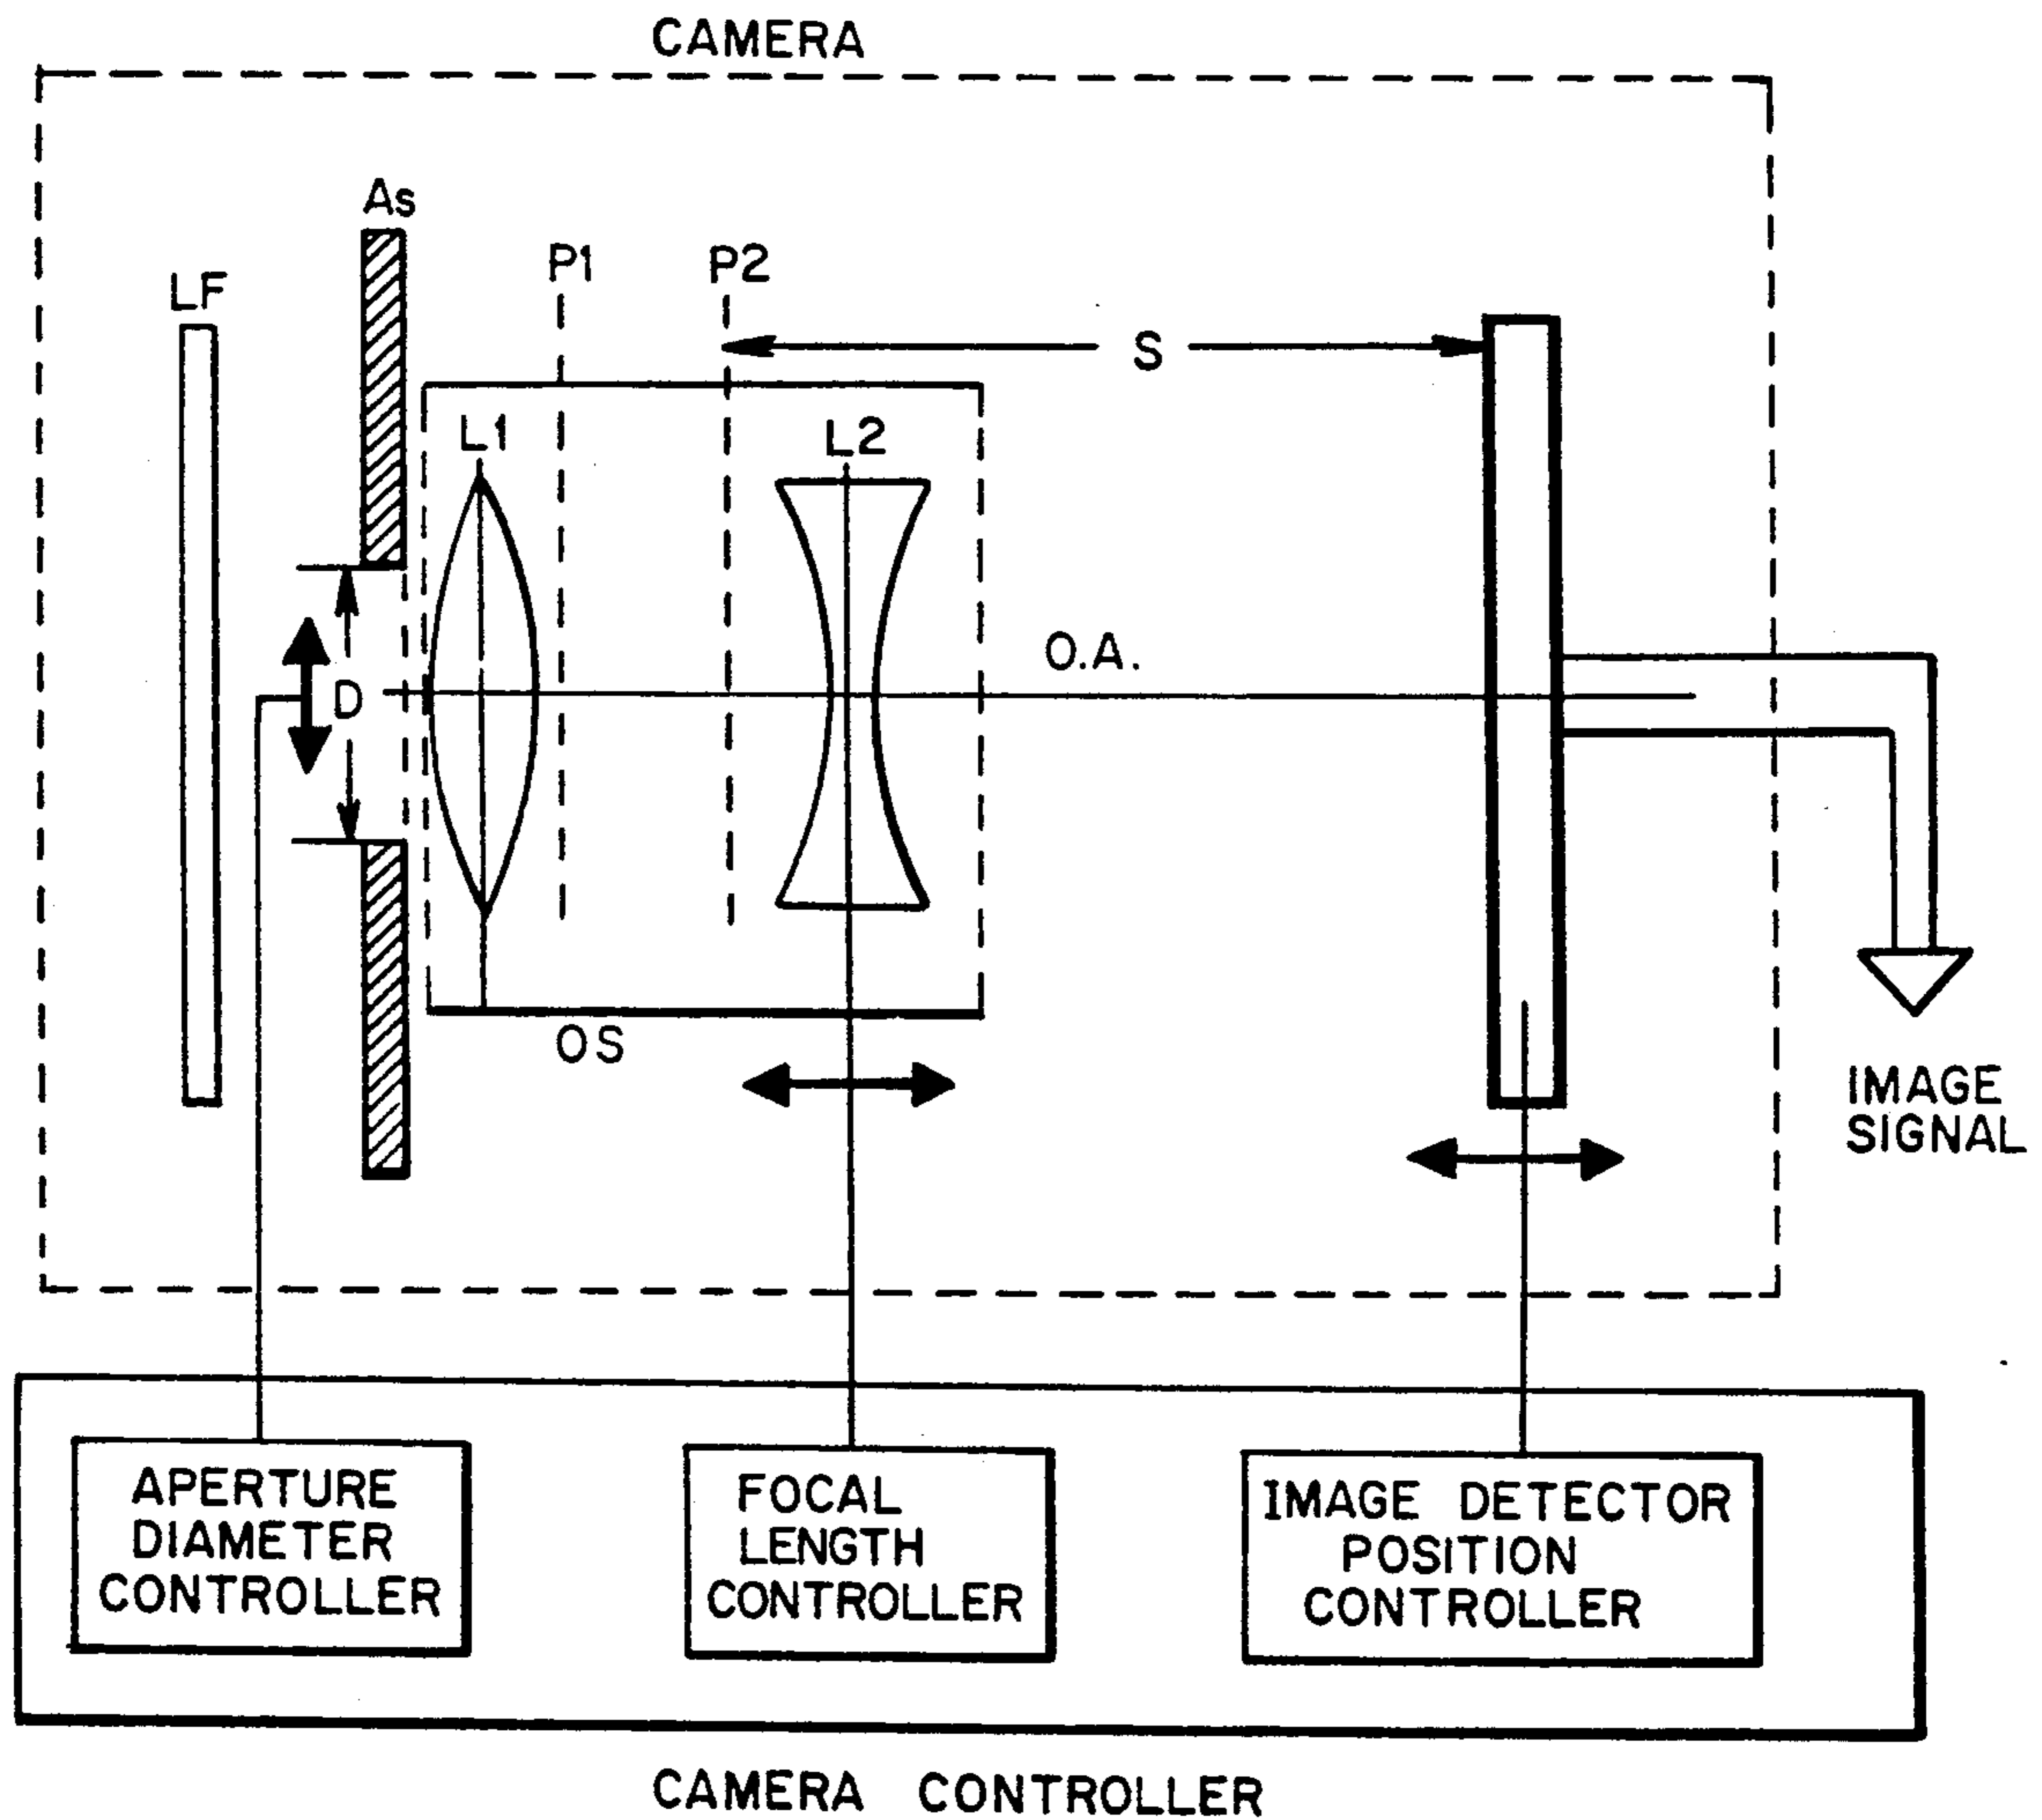 CAMERA
As
P1
P2
LF
S
L1
L2
O.A.
D
OS
IMAGE
SIGNAL
APERTURE
DIAMETER
CONTROLLER
FOCAL
LENGTH
CONTROLLER
IMAGE DETECTOR
POSITION
CONTROLLER
CAMERA CONTROLLER